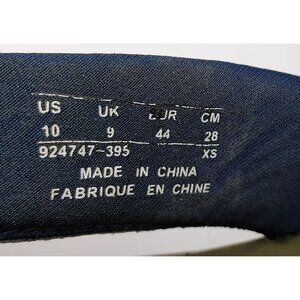 US UK EUR CM
10 9 44 28
924747-395 XS
MADE IN CHINA
FABRIQUE EN CHINE